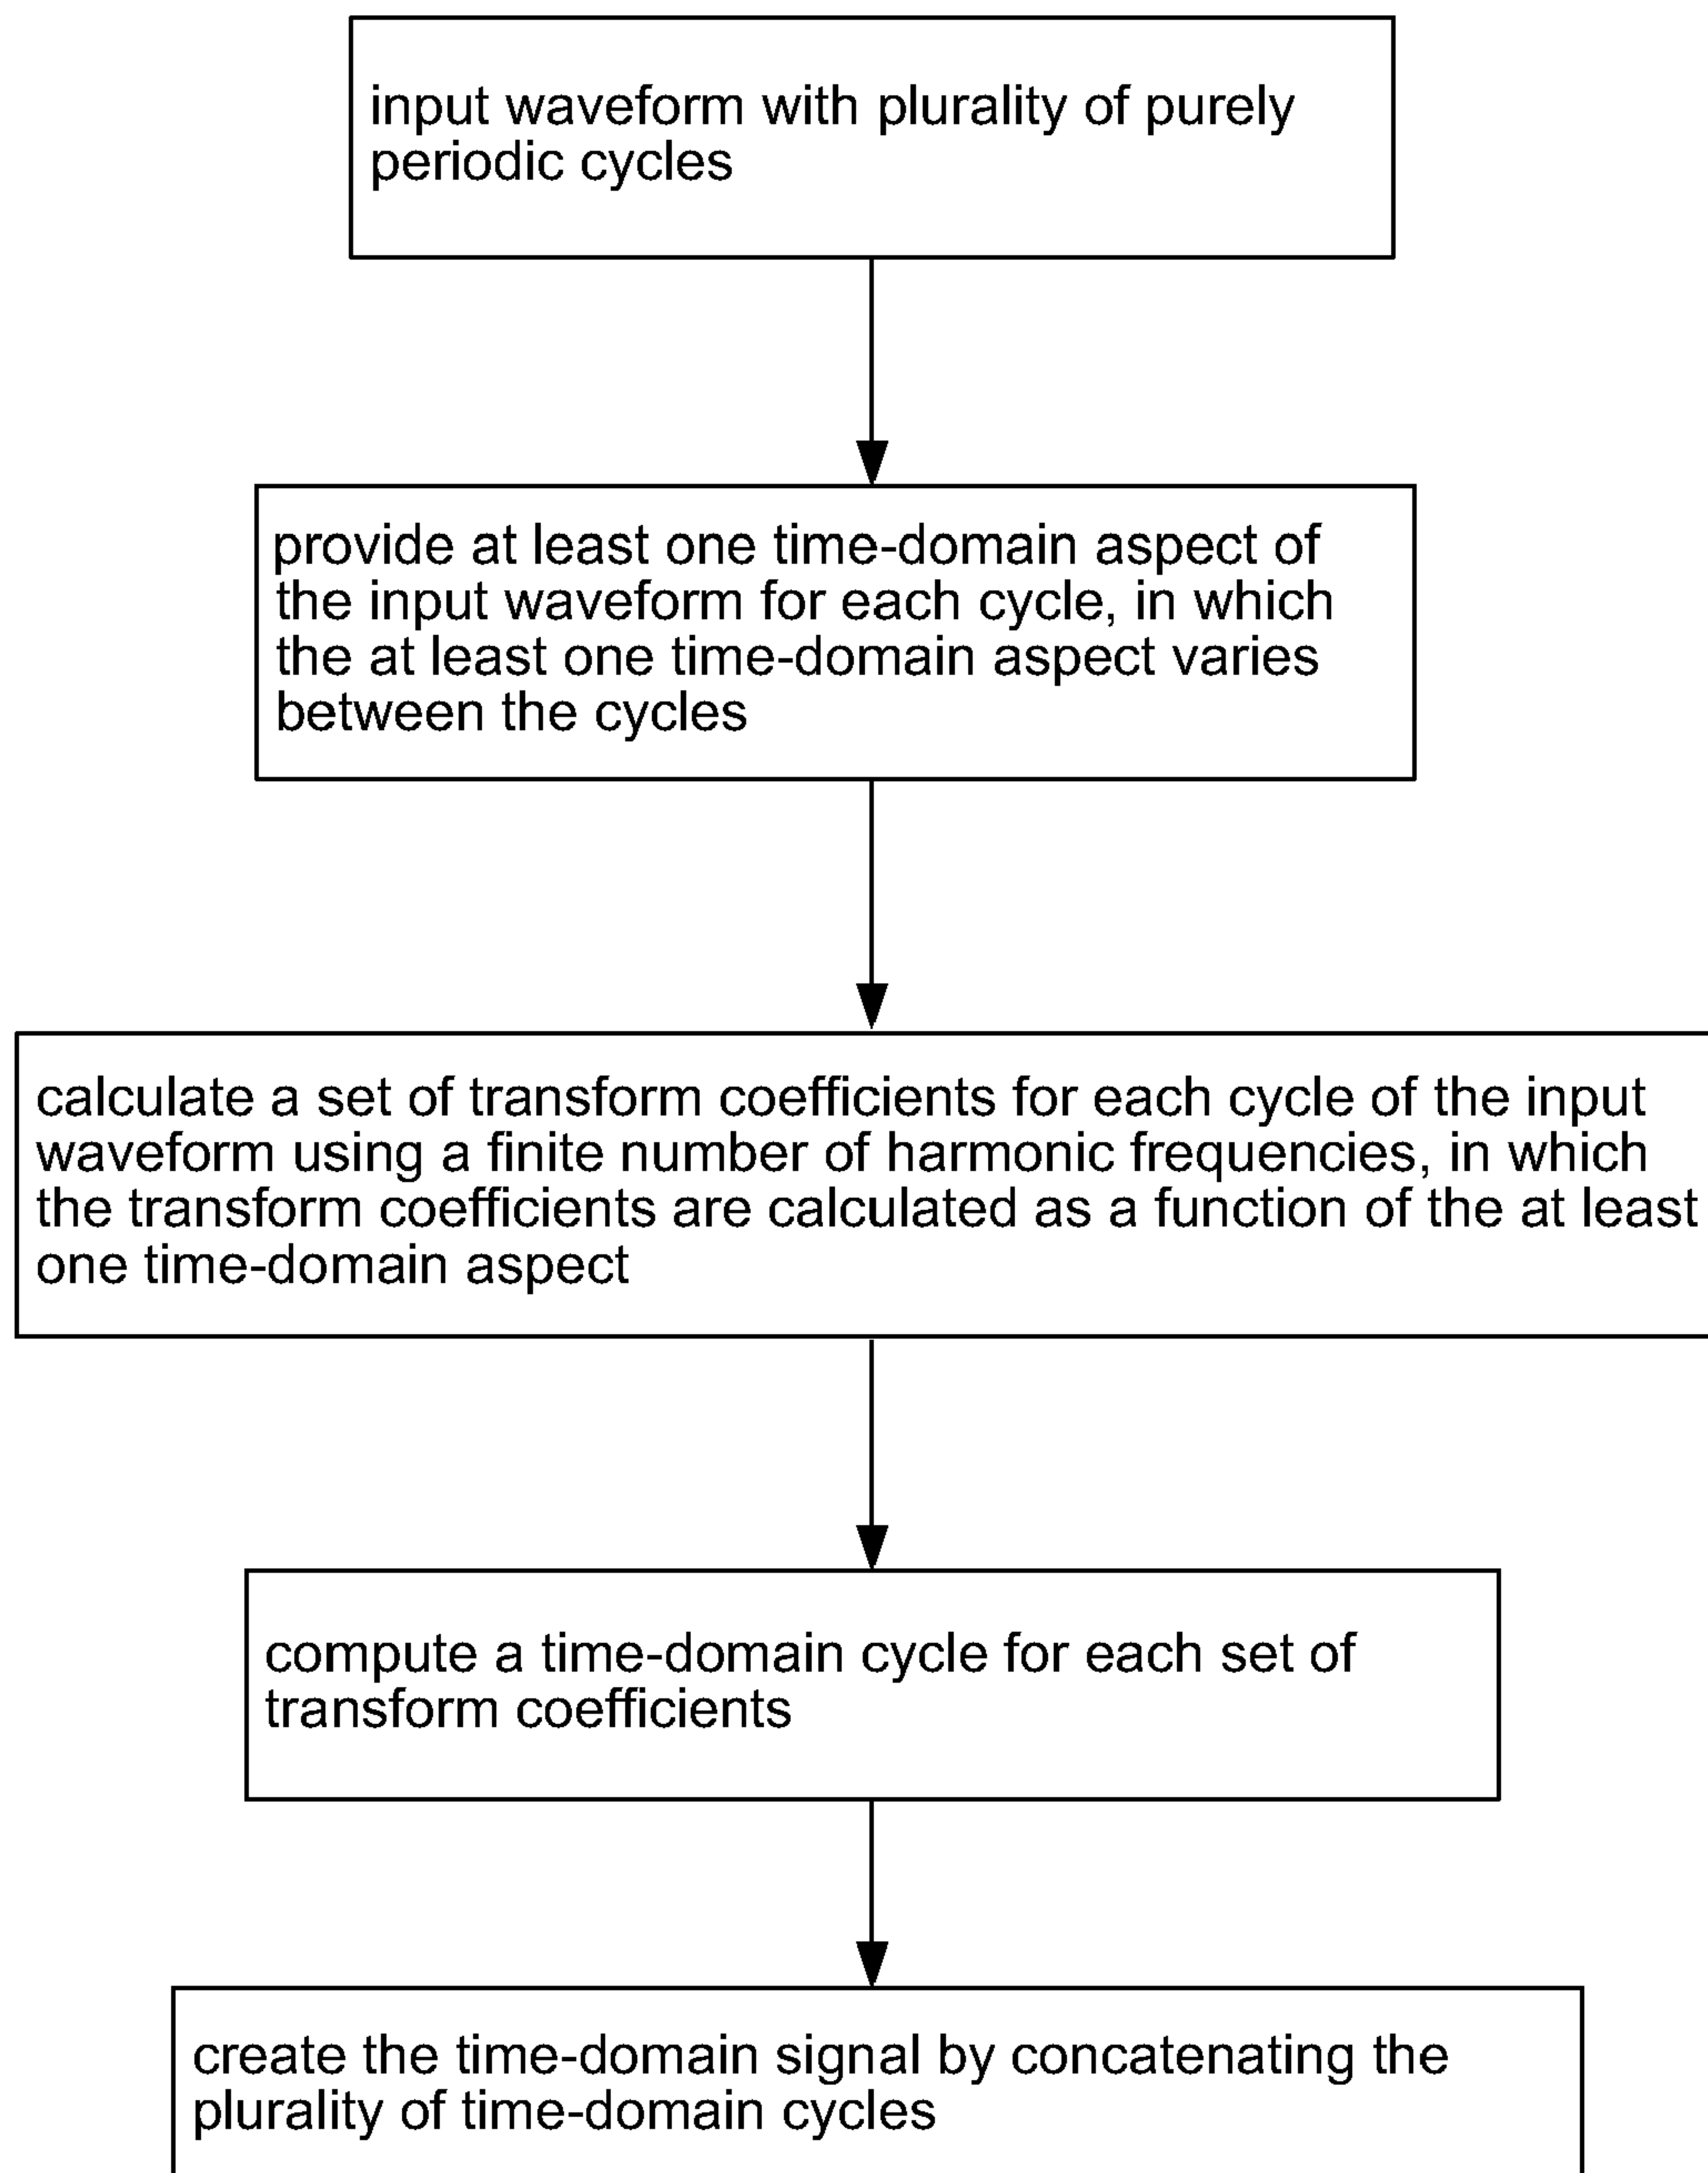 input waveform with plurality of purely
periodic cycles
provide at least one time-domain aspect of
the input waveform for each cycle, in which
the at least one time-domain aspect varies
between the cycles
calculate a set of transform coefficients for each cycle of the input
waveform using a finite number of harmonic frequencies, in which
the transform coefficients are calculated as a function of the at least
one time-domain aspect
compute a time-domain cycle for each set of
transform coefficients
create the time-domain signal by concatenating the
plurality of time-domain cycles